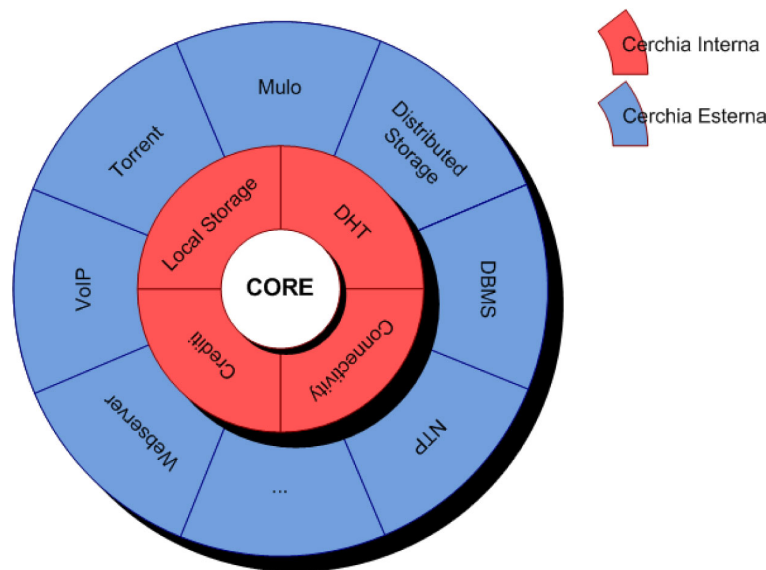 Mulo
Distributed
Storage
DBMS
NTP
...
Webserver
VoIP
Torrent
Local Storage
DHT
Connectivity
Crediti
CORE
Cerchia Interna
Cerchia Esterna